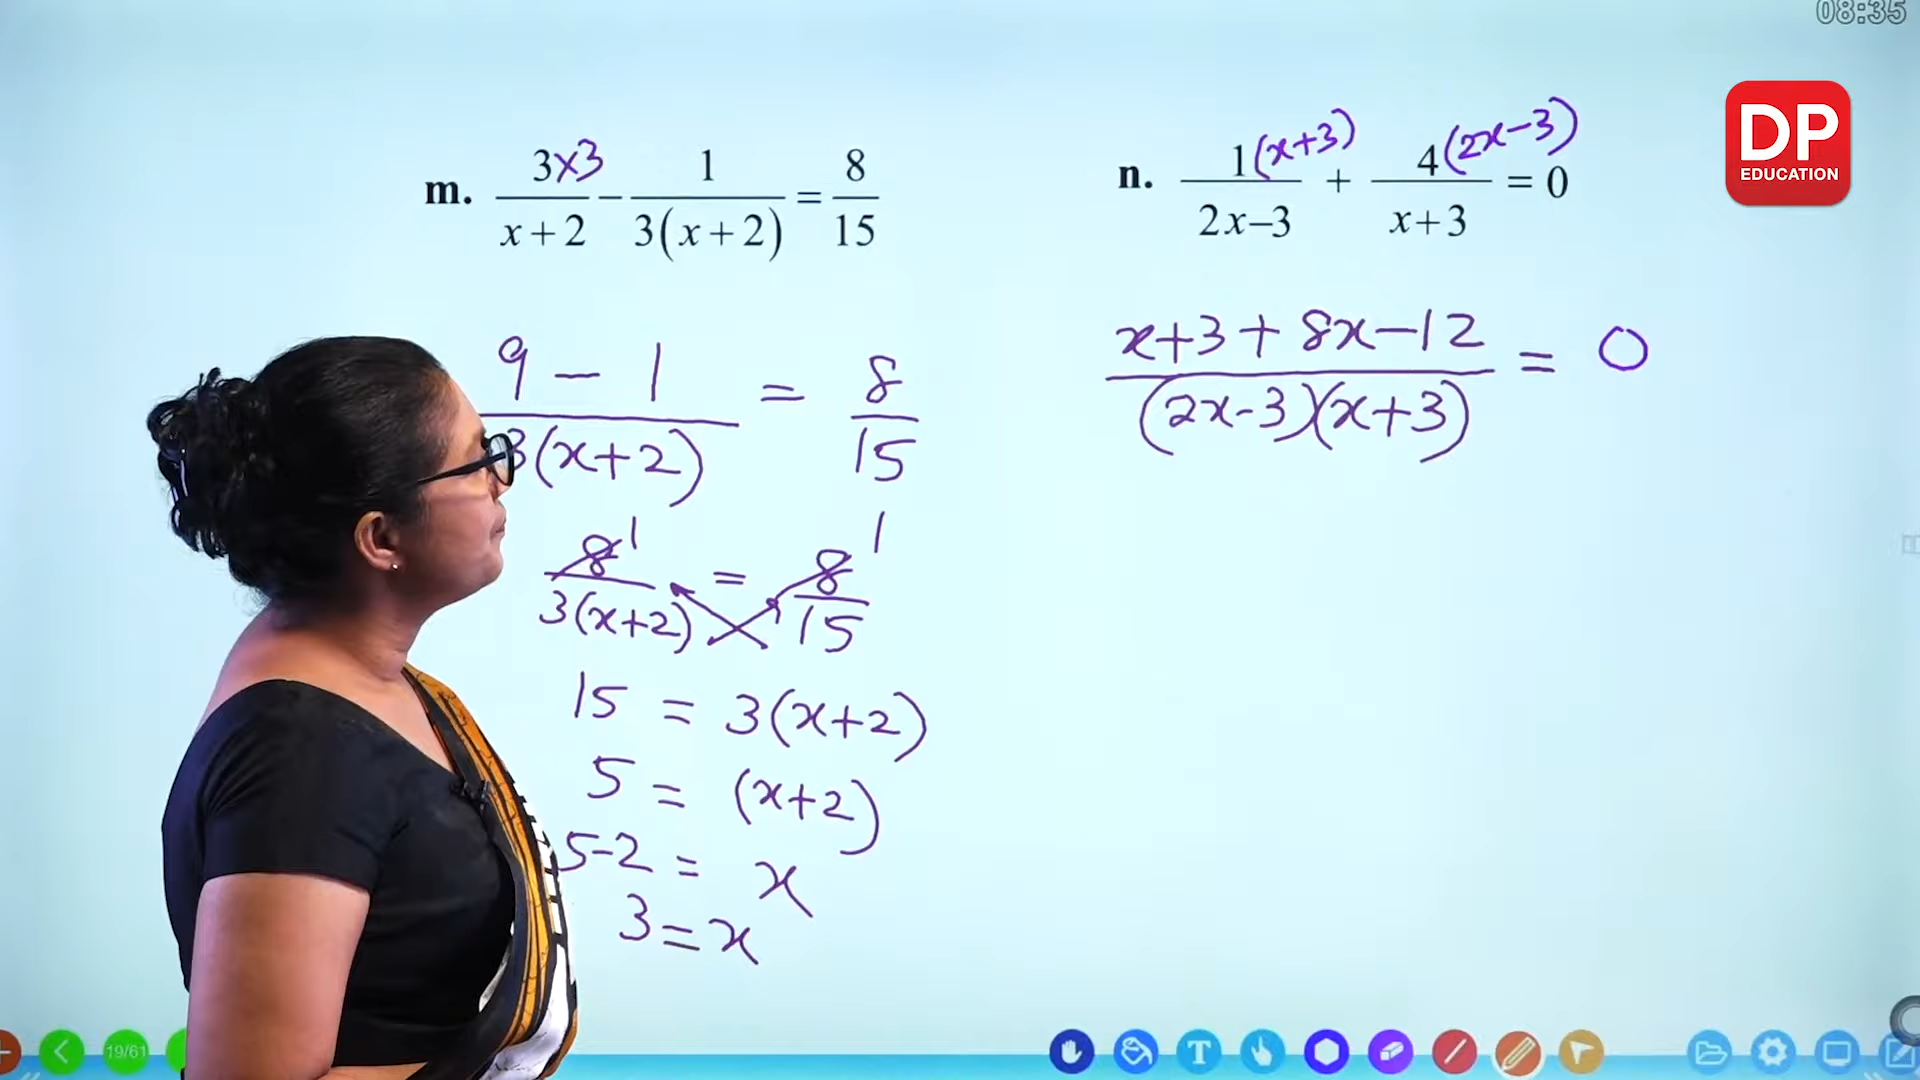 08:35
DP
EDUCATION
m. 3×3/x+2 − 1/3(x+2) = 8/15
9 − 1/3(x+2) = 8/15
8 1/3(x+2) = 8 1/15
15 = 3(x+2)
5 = (x+2)
5-2 = x
3 = x
n. 1(x+3)/2x−3 + 4(2x−3)/x+3 = 0
x+3 + 8x−12/(2x-3)(x+3) = 0
19/61
T